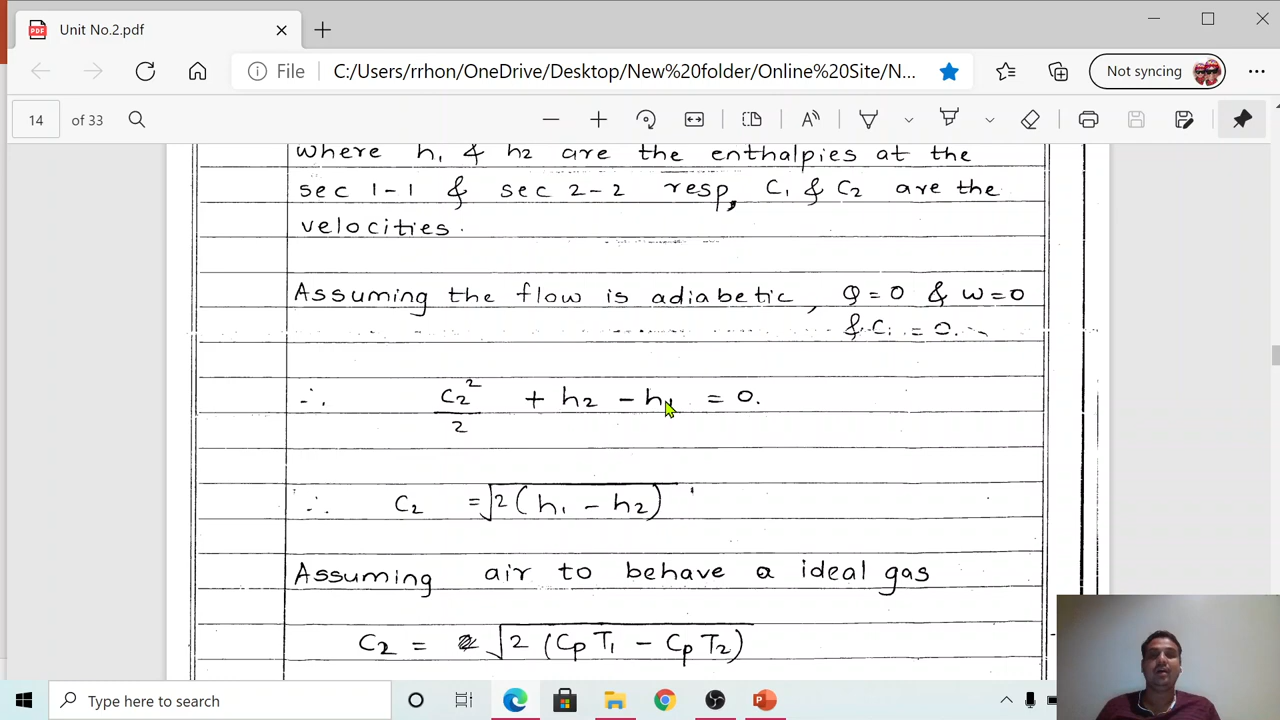 Unit No.2.pdf
File
C:/Users/rrhon/OneDrive/Desktop/New%20folder/Online%20Site/N...
Not syncing
14 of 33
where h₁ & h₂ are the enthalpies at the
sec 1-1 & sec 2-2 resp, C₁ & C₂ are the
velocities.
Assuming the flow is adiabetic, Q=0 & w=0
& C₁ = 0.
∴ C₂²/2 + h₂ - h₁ = 0.
∴ C₂ = √2(h₁ - h₂)
Assuming air to behave a ideal gas
C₂ = √2 (CpT₁ - CpT₂)
Type here to search